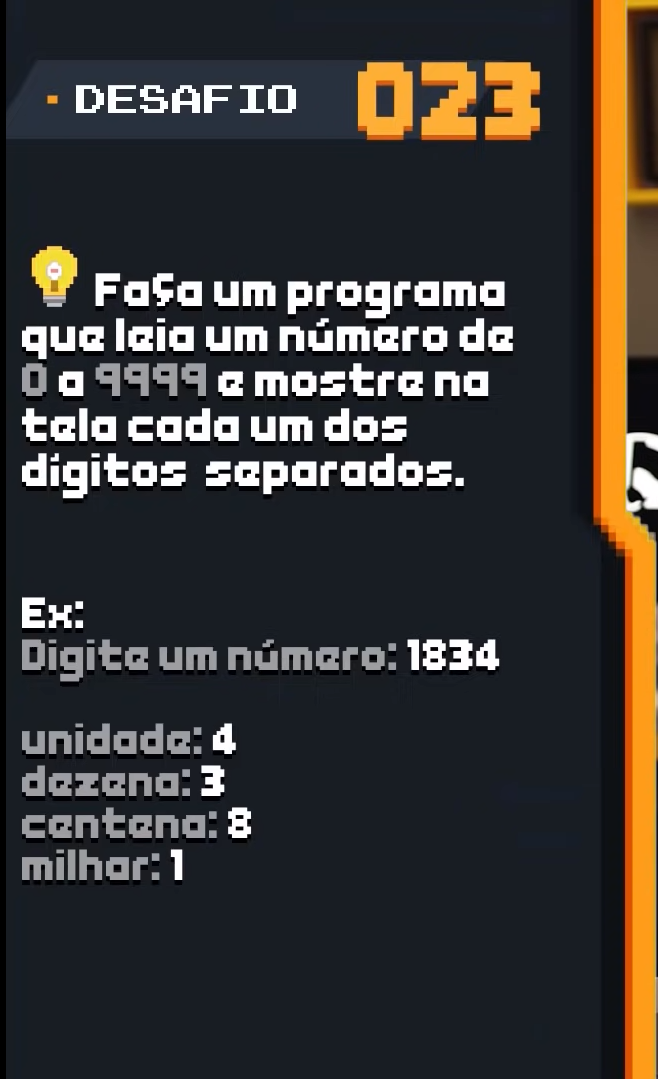 DESAFIO 023
Faça um programa
que leia um número de
0 a 9999 e mostre na
tela cada um dos
dígitos separados.
Ex:
Digite um número: 1834
unidade: 4
dezena: 3
centena: 8
milhar: 1